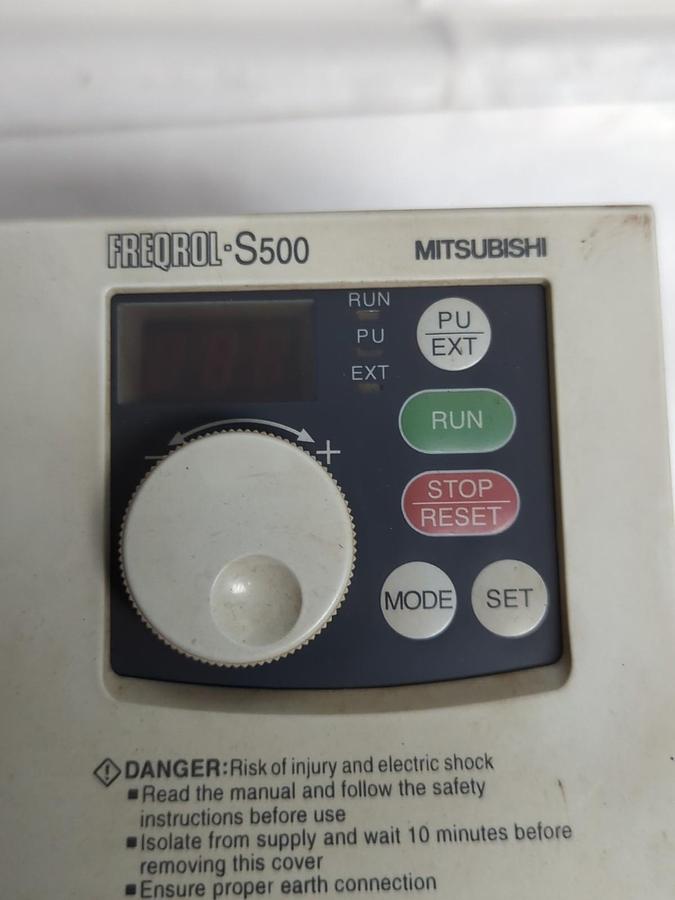 FREQROL-S500
MITSUBISHI
RUN
PU
EXT
PU
EXT
RUN
STOP
RESET
− +
MODE
SET
DANGER: Risk of injury and electric shock
■Read the manual and follow the safety
instructions before use
■Isolate from supply and wait 10 minutes before
removing this cover
■Ensure proper earth connection